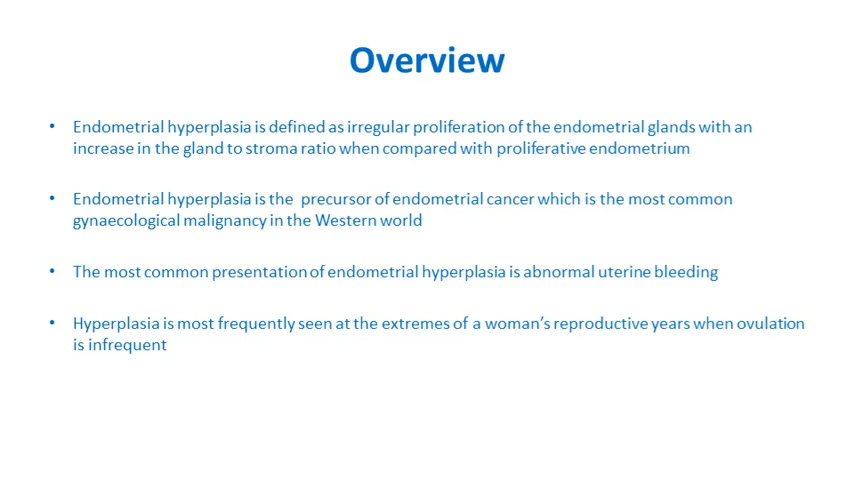 Overview
• Endometrial hyperplasia is defined as irregular proliferation of the endometrial glands with an
increase in the gland to stroma ratio when compared with proliferative endometrium
• Endometrial hyperplasia is the  precursor of endometrial cancer which is the most common
gynaecological malignancy in the Western world
• The most common presentation of endometrial hyperplasia is abnormal uterine bleeding
• Hyperplasia is most frequently seen at the extremes of a woman’s reproductive years when ovulation
is infrequent